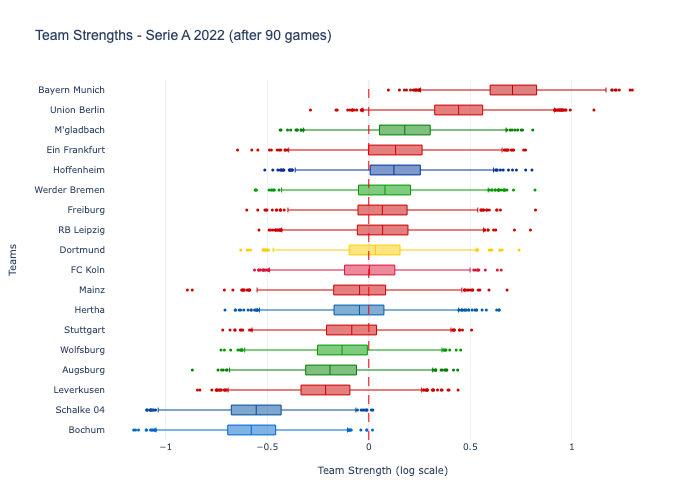 Team Strengths - Serie A 2022 (after 90 games)
Bayern Munich
Union Berlin
M'gladbach
Ein Frankfurt
Hoffenheim
Werder Bremen
Freiburg
RB Leipzig
Dortmund
FC Koln
Mainz
Hertha
Stuttgart
Wolfsburg
Augsburg
Leverkusen
Schalke 04
Bochum
Teams
−1 −0.5 0 0.5 1
Team Strength (log scale)